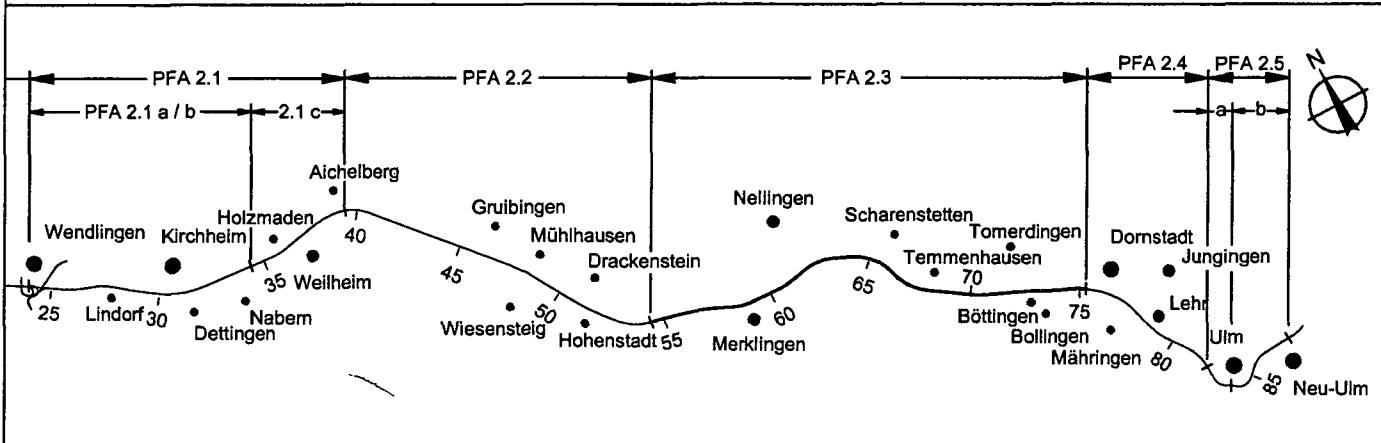 PFA 2.1
PFA 2.2
PFA 2.3
PFA 2.4
PFA 2.5
N
PFA 2.1 a / b
2.1 c
a
b
Aichelberg
Gruibingen
Nellingen
Holzmaden
Scharenstetten
Tomerdingen
Wendlingen
Kirchheim
40
Mühlhausen
Dornstadt
Jungingen
45
Drackenstein
65
Temmenhausen
70
35
Weilheim
25
Lindorf
30
Nabern
50
60
75
Lehr
Dettingen
Wiesensteig
Hohenstadt
55
Merklingen
Böttingen
Bollingen
Mähringen
80
Ulm
85
Neu-Ulm